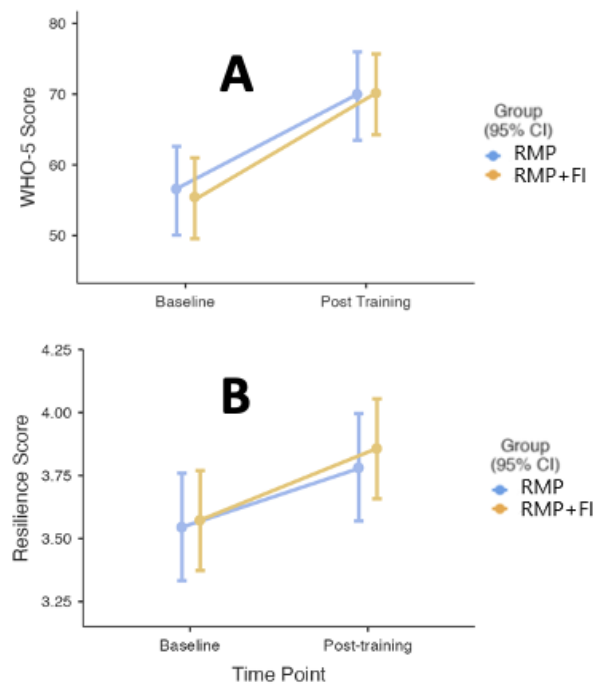 80
70
60
50
WHO-5 Score
A
Baseline
Post Training
Group
(95% CI)
RMP
RMP+FI
4.25
4.00
3.75
3.50
3.25
Resilience Score
B
Baseline
Post-training
Time Point
Group
(95% CI)
RMP
RMP+FI